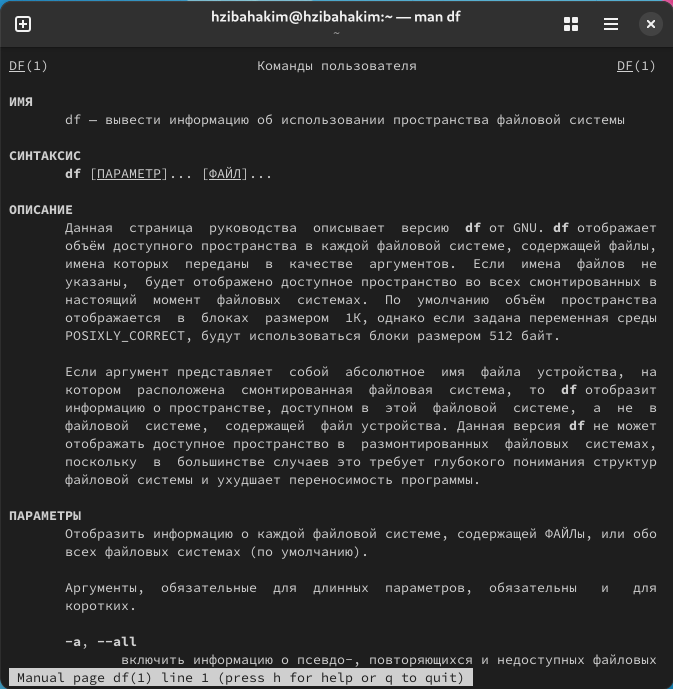 hzibahakim@hzibahakim:~ — man df
~
DF(1) Команды пользователя DF(1)
ИМЯ
df — вывести информацию об использовании пространства файловой системы
СИНТАКСИС
df [ПАРАМЕТР]... [ФАЙЛ]...
ОПИСАНИЕ
Данная страница руководства описывает версию df от GNU. df отображает
объём доступного пространства в каждой файловой системе, содержащей файлы,
имена которых переданы в качестве аргументов. Если имена файлов не
указаны, будет отображено доступное пространство во всех смонтированных в
настоящий момент файловых системах. По умолчанию объём пространства
отображается в блоках размером 1K, однако если задана переменная среды
POSIXLY_CORRECT, будут использоваться блоки размером 512 байт.
Если аргумент представляет собой абсолютное имя файла устройства, на
котором расположена смонтированная файловая система, то df отобразит
информацию о пространстве, доступном в этой файловой системе, а не в
файловой системе, содержащей файл устройства. Данная версия df не может
отображать доступное пространство в размонтированных файловых системах,
поскольку в большинстве случаев это требует глубокого понимания структур
файловой системы и ухудшает переносимость программы.
ПАРАМЕТРЫ
Отобразить информацию о каждой файловой системе, содержащей ФАЙЛы, или обо
всех файловых системах (по умолчанию).
Аргументы, обязательные для длинных параметров, обязательны и для
коротких.
-a, --all
включить информацию о псевдо-, повторяющихся и недоступных файловых
Manual page df(1) line 1 (press h for help or q to quit)